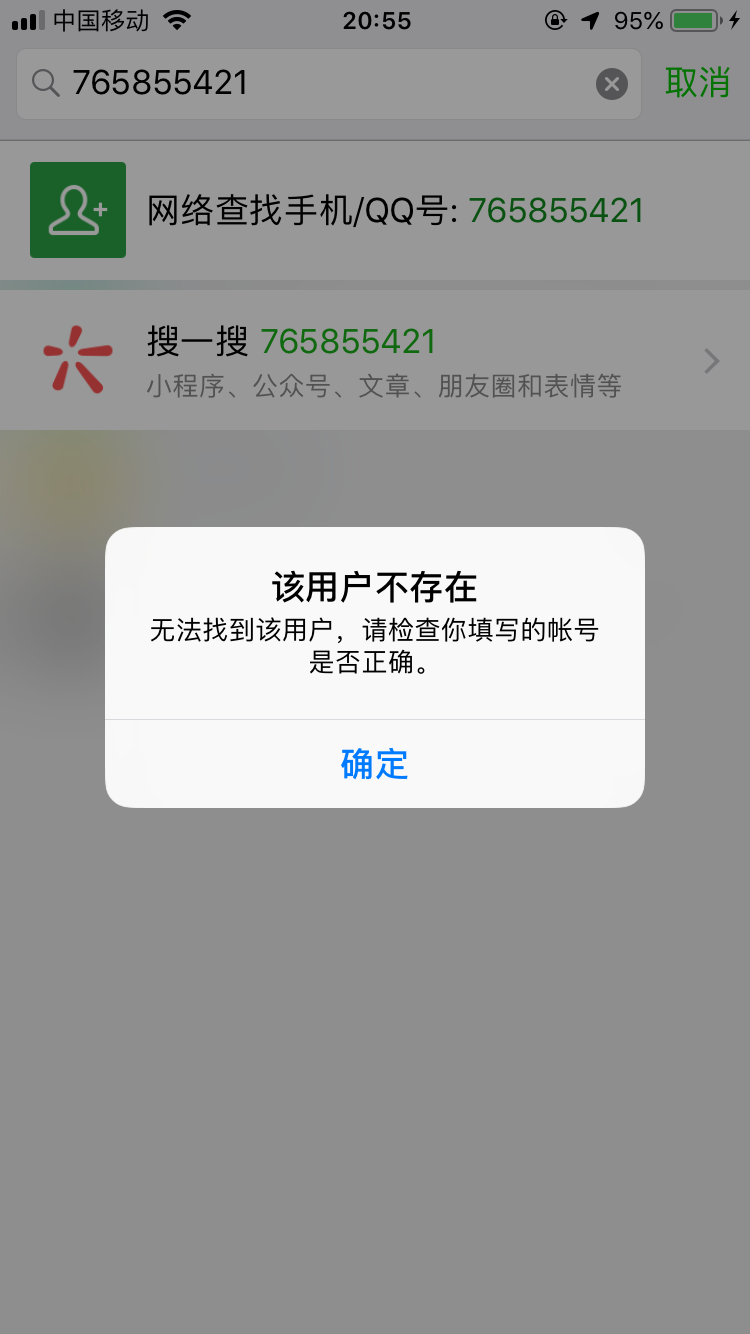 中国移动 20:55 95%
765855421 取消
网络查找手机/QQ号: 765855421
搜一搜 765855421
小程序、公众号、文章、朋友圈和表情等
该用户不存在
无法找到该用户，请检查你填写的帐号
是否正确。
确定